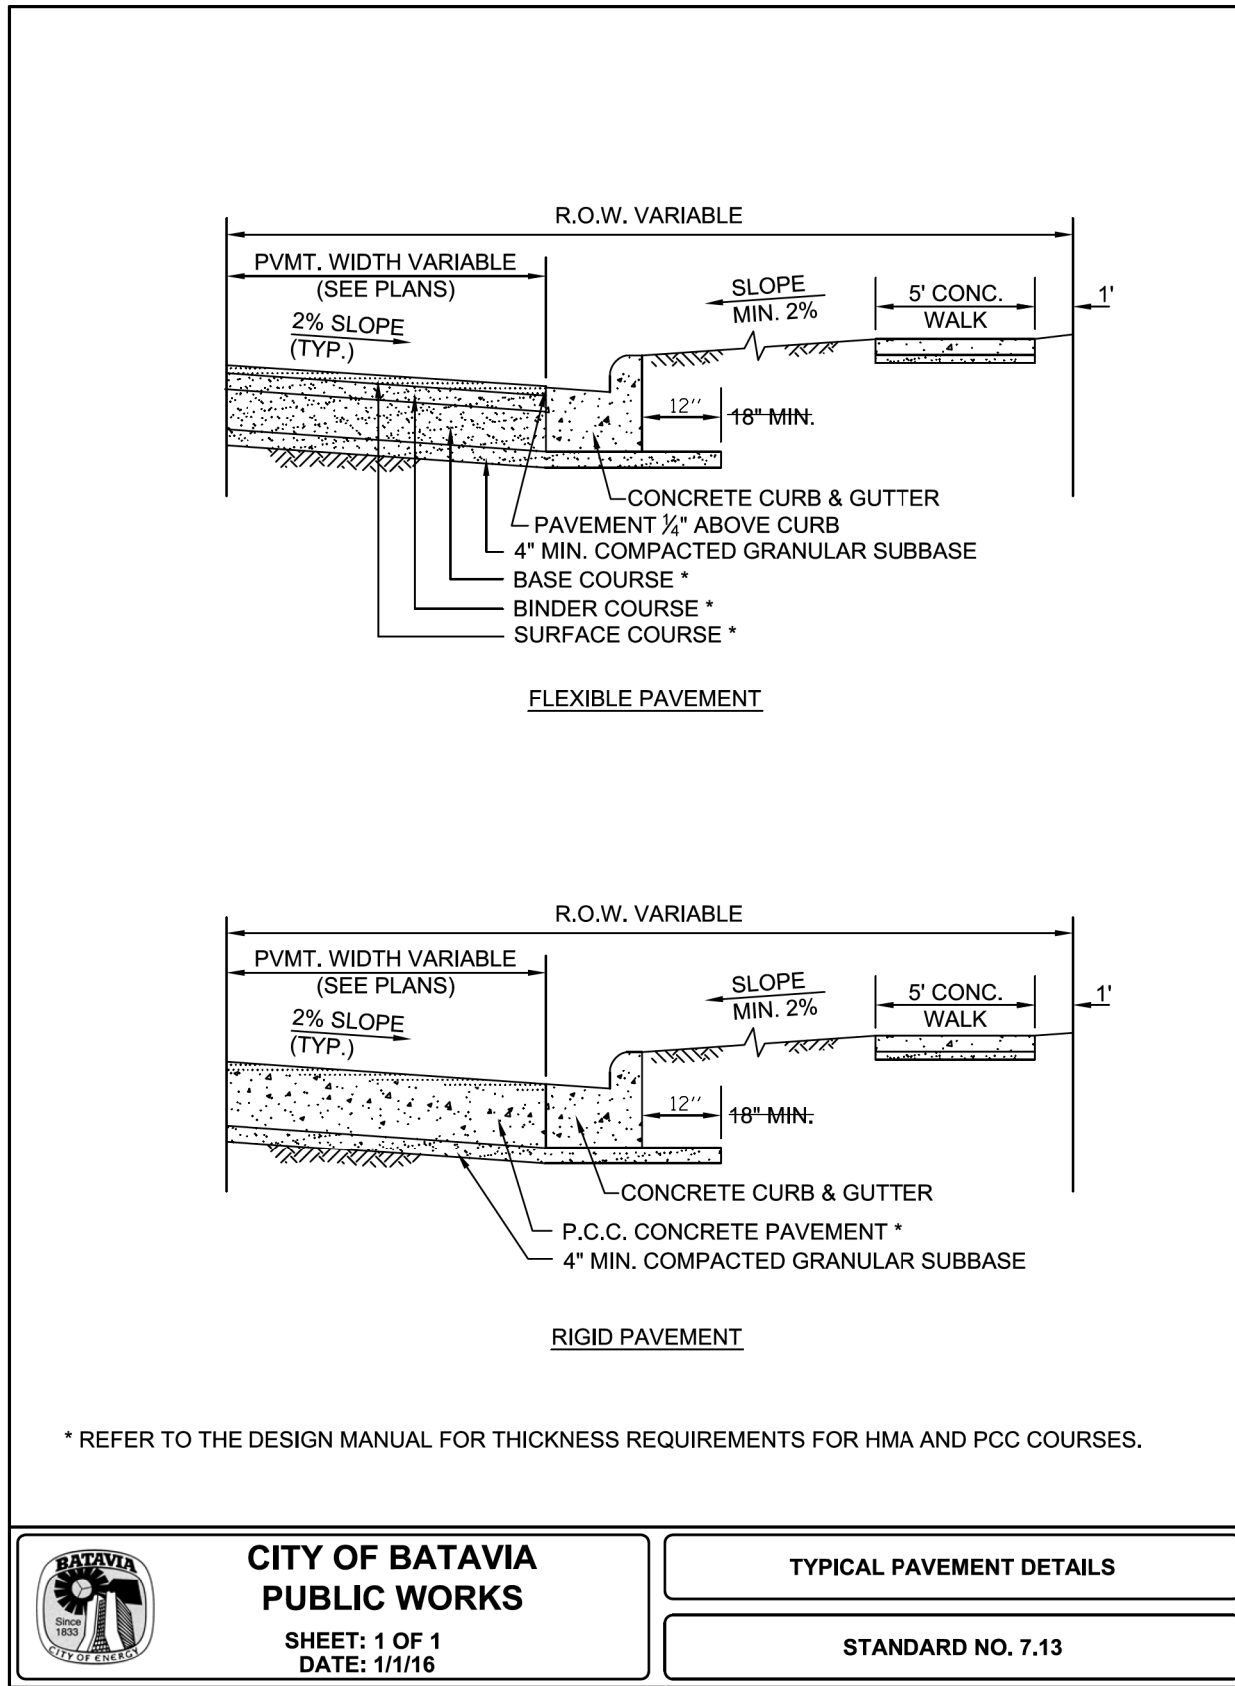 R.O.W. VARIABLE
PVMT. WIDTH VARIABLE
(SEE PLANS)
2% SLOPE
(TYP.)
SLOPE
MIN. 2%
5' CONC.
WALK
1'
12''
18" MIN.
CONCRETE CURB & GUTTER
PAVEMENT ¼" ABOVE CURB
4" MIN. COMPACTED GRANULAR SUBBASE
BASE COURSE *
BINDER COURSE *
SURFACE COURSE *
FLEXIBLE PAVEMENT
R.O.W. VARIABLE
PVMT. WIDTH VARIABLE
(SEE PLANS)
2% SLOPE
(TYP.)
SLOPE
MIN. 2%
5' CONC.
WALK
1'
12''
18" MIN.
CONCRETE CURB & GUTTER
P.C.C. CONCRETE PAVEMENT *
4" MIN. COMPACTED GRANULAR SUBBASE
RIGID PAVEMENT
* REFER TO THE DESIGN MANUAL FOR THICKNESS REQUIREMENTS FOR HMA AND PCC COURSES.
BATAVIA
Since
1833
CITY OF ENERGY
CITY OF BATAVIA
PUBLIC WORKS
SHEET: 1 OF 1
DATE: 1/1/16
TYPICAL PAVEMENT DETAILS
STANDARD NO. 7.13